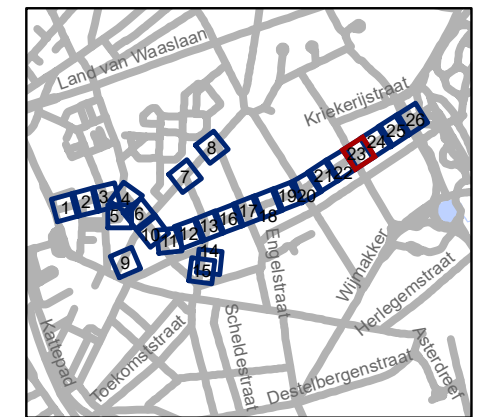 Land van Waaslaan
Kriekerijstraat
26
25
24
23
22
21
20
19
18
17
16
13
12
11
10
8
7
1
2
3
4
5
6
9
14
15
Engelstraat
Wijmakker
Herlegemstraat
Kattepad
Toekomststraat
Scheldestraat
Destelbergenstraat
Asterdreef